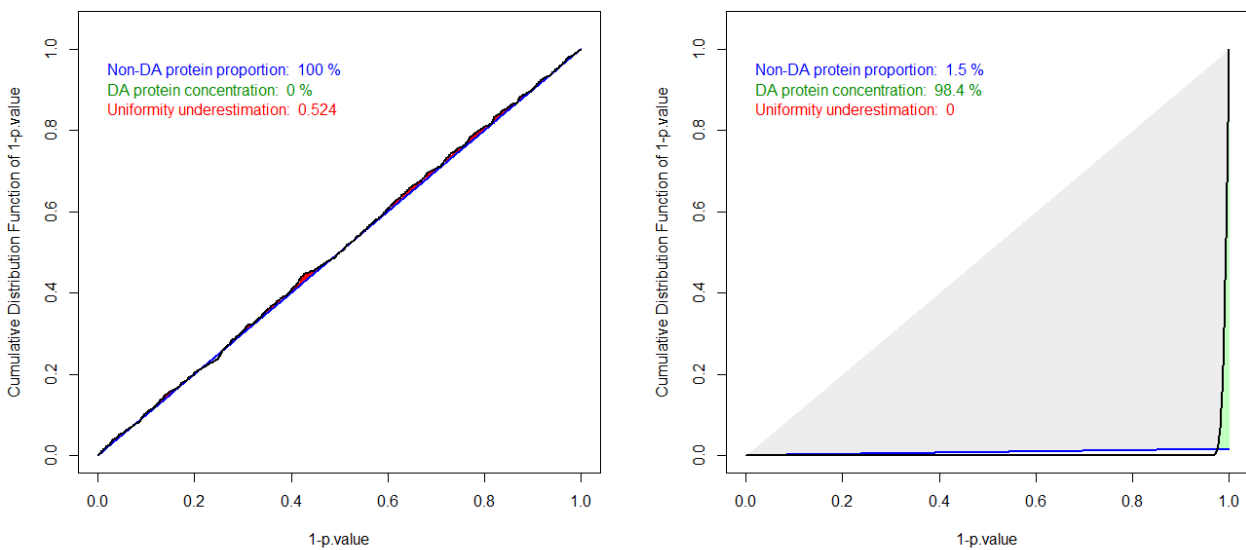 Cumulative Distribution Function of 1-p.value
1.0
0.8
0.6
0.4
0.2
0.0
Non-DA protein proportion: 100 %
DA protein concentration: 0 %
Uniformity underestimation: 0.524
0.0 0.2 0.4 0.6 0.8 1.0
1-p.value
Cumulative Distribution Function of 1-p.value
1.0
0.8
0.6
0.4
0.2
0.0
Non-DA protein proportion: 1.5 %
DA protein concentration: 98.4 %
Uniformity underestimation: 0
0.0 0.2 0.4 0.6 0.8 1.0
1-p.value